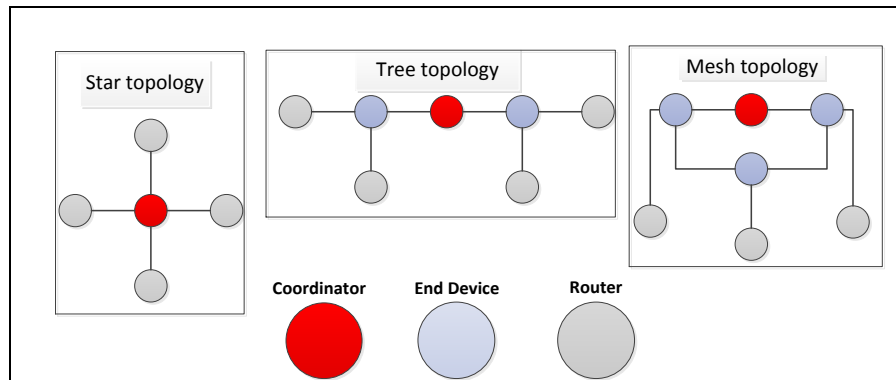 Star topology
Tree topology
Mesh topology
Coordinator
End Device
Router